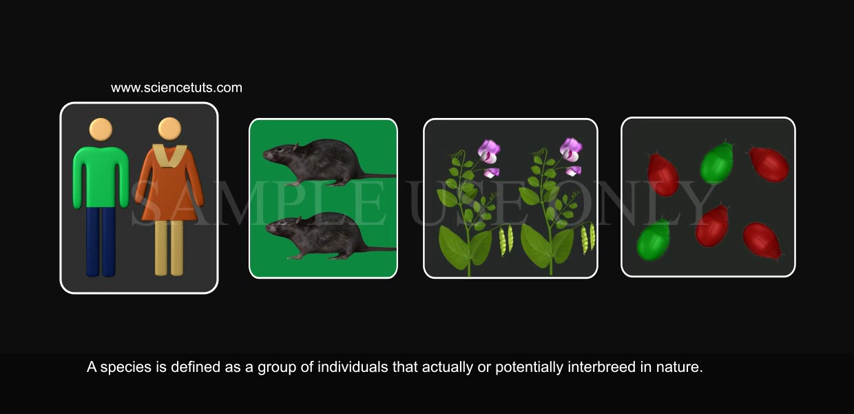 www.sciencetuts.com
SAMPLE USE ONLY
A species is defined as a group of individuals that actually or potentially interbreed in nature.